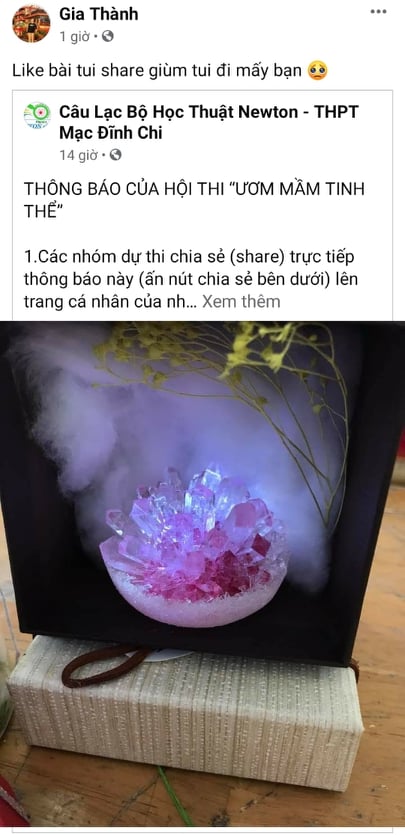 Gia Thành
1 giờ •
Like bài tui share giùm tui đi mấy bạn 🥺
Câu Lạc Bộ Học Thuật Newton - THPT
Mạc Đĩnh Chi
14 giờ •
THÔNG BÁO CỦA HỘI THI “ƯƠM MẦM TINH
THỂ”
1.Các nhóm dự thi chia sẻ (share) trực tiếp
thông báo này (ấn nút chia sẻ bên dưới) lên
trang cá nhân của nh... Xem thêm